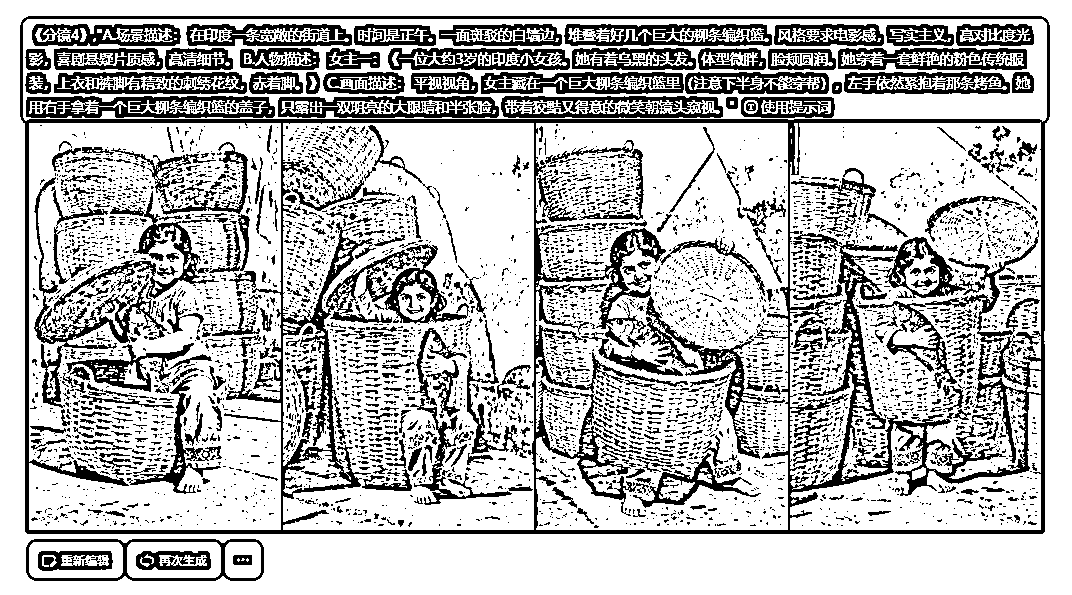 《分镜4》，"A.场景描述：在印度一条宽敞的街道上，时间是正午。一面斑驳的白墙边，堆叠着好几个巨大的柳条编织篮。风格要求电影感，写实主义，高对比度光
影，喜剧悬疑片质感，高清细节。B.人物描述：女主一：《一位大约3岁的印度小女孩。她有着乌黑的头发。体型微胖，脸颊圆润。她穿着一套鲜艳的粉色传统服
装，上衣和裤脚有精致的刺绣花纹，赤着脚。》C.画面描述：平视视角，女主藏在一个巨大柳条编织篮里（注意下半身不能穿帮），左手依然紧抱着那条烤鱼。她
用右手拿着一个巨大柳条编织篮的盖子，只露出一双明亮的大眼睛和半张脸，带着狡黠又得意的微笑朝镜头窥视。" 使用提示词
重新编辑 再次生成 ...